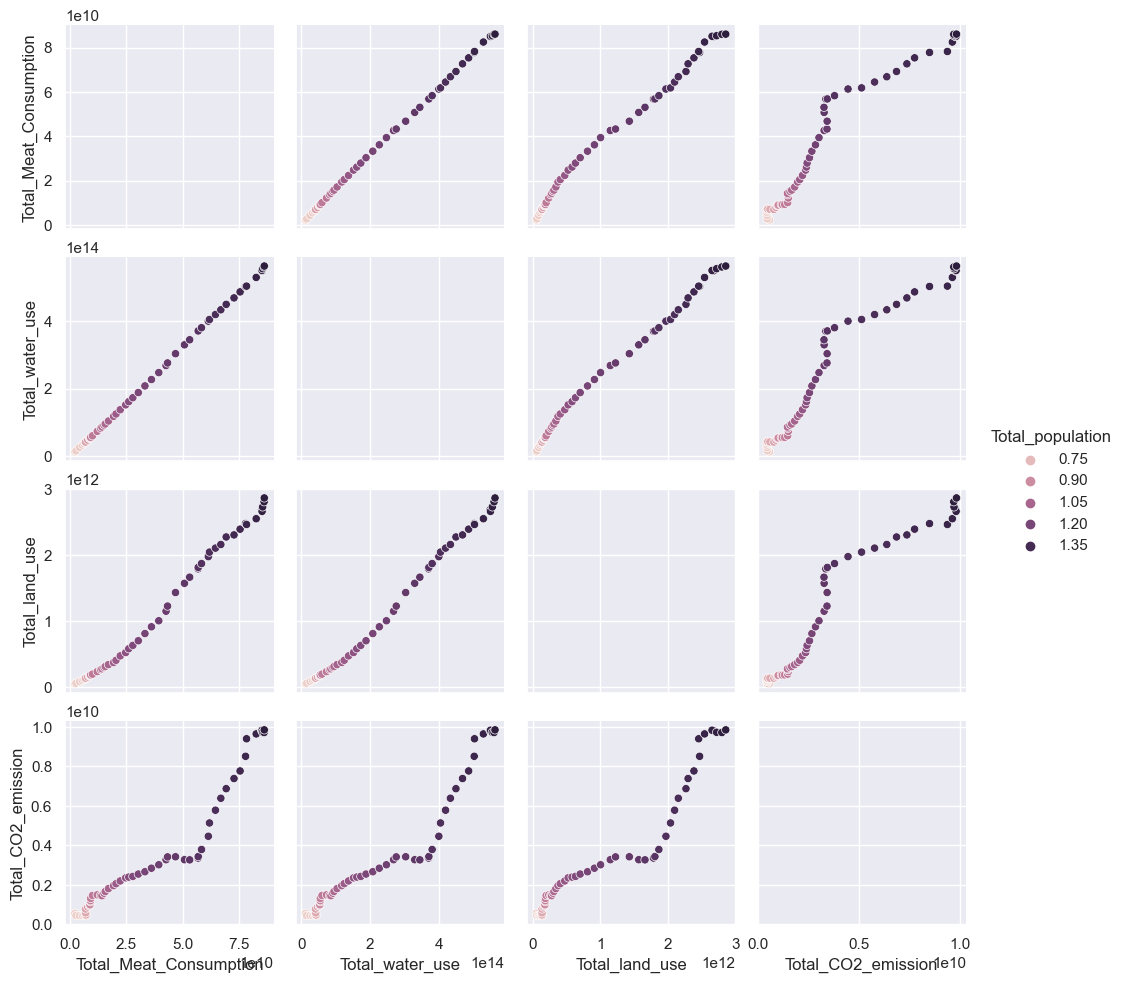 1e10
8
6
4
2
0
Total_Meat_Consumption
1e14
4
2
0
Total_water_use
1e12
3
2
1
0
Total_land_use
1e10
1.0
0.8
0.6
0.4
0.2
0.0
Total_CO2_emission
0.0 2.5 5.0 7.5
Total_Meat_Consumption 1e10
0 2 4
Total_water_use 1e14
0 1 2 3
Total_land_use 1e12
0.0 0.5 1.0
Total_CO2_emission 1e10
Total_population
0.75
0.90
1.05
1.20
1.35